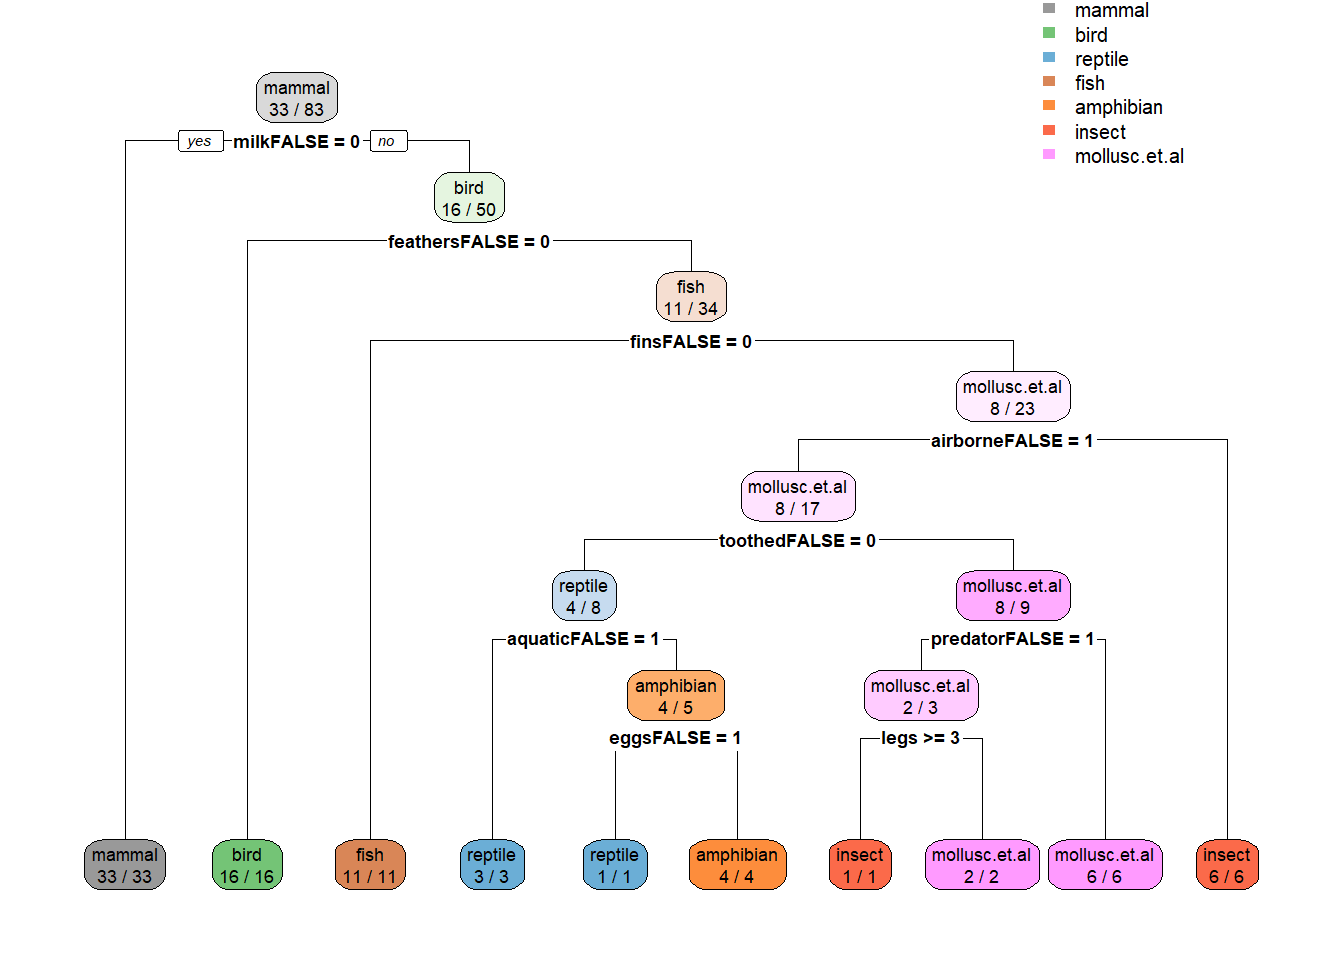 mammal
bird
reptile
fish
amphibian
insect
mollusc.et.al
mammal
33 / 83
yes milkFALSE = 0 no
bird
16 / 50
feathersFALSE = 0
fish
11 / 34
finsFALSE = 0
mollusc.et.al
8 / 23
airborneFALSE = 1
mollusc.et.al
8 / 17
toothedFALSE = 0
reptile
4 / 8
mollusc.et.al
8 / 9
aquaticFALSE = 1
predatorFALSE = 1
amphibian
4 / 5
mollusc.et.al
2 / 3
eggsFALSE = 1
legs >= 3
mammal
33 / 33
bird
16 / 16
fish
11 / 11
reptile
3 / 3
reptile
1 / 1
amphibian
4 / 4
insect
1 / 1
mollusc.et.al
2 / 2
mollusc.et.al
6 / 6
insect
6 / 6